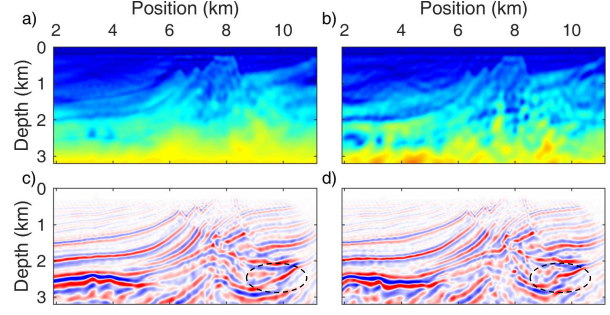 Position (km)
Position (km)
a)
2 4 6 8 10
b)
2 4 6 8 10
Depth (km)
0
1
2
3
c)
0
1
2
3
Depth (km)
d)